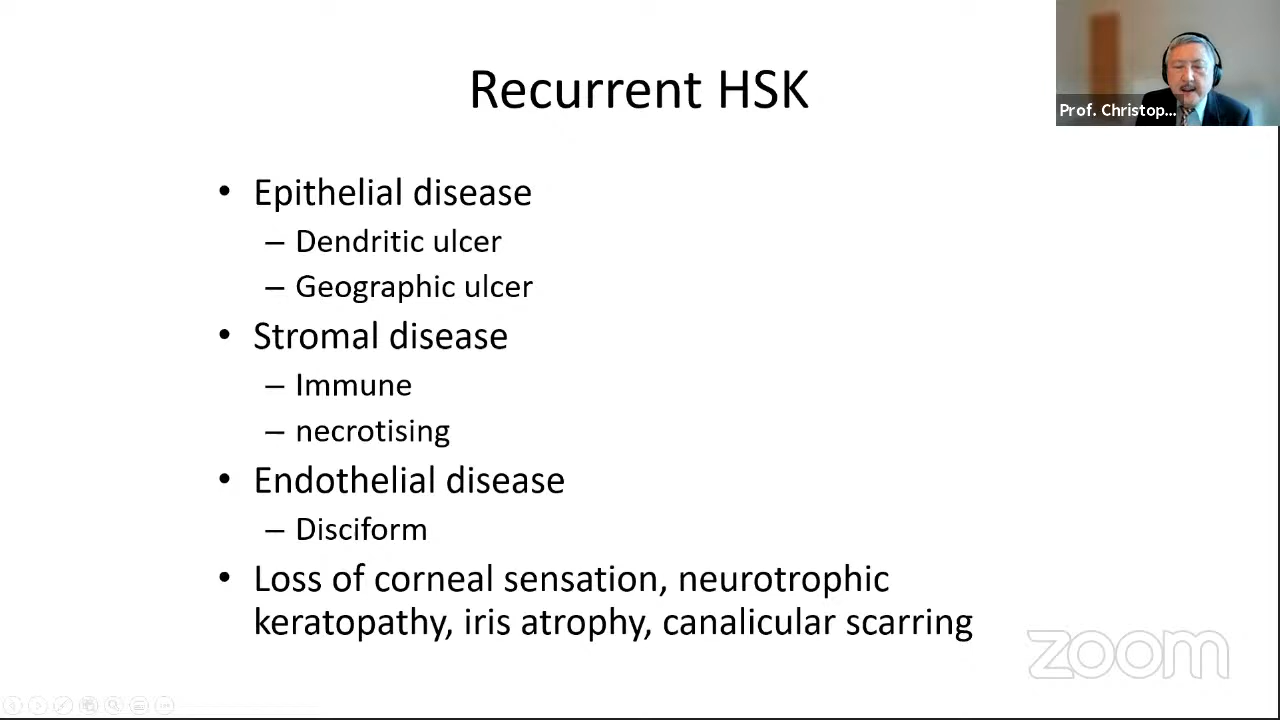 Recurrent HSK
Prof. Christop...
• Epithelial disease
– Dendritic ulcer
– Geographic ulcer
• Stromal disease
– Immune
– necrotising
• Endothelial disease
– Disciform
• Loss of corneal sensation, neurotrophic
keratopathy, iris atrophy, canalicular scarring
zoom